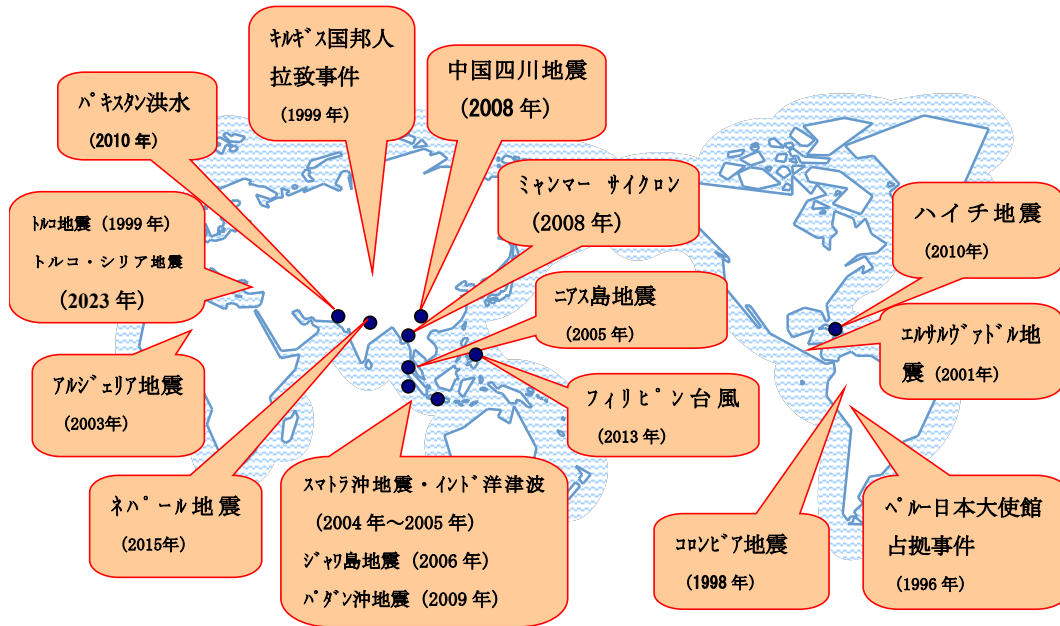 ｷﾙｷﾞｽ国邦人
拉致事件
(1999 年)
中国四川地震
(2008 年)
ﾊﾟｷｽﾀﾝ洪水
(2010 年)
ミャンマー サイクロン
(2008 年)
ハイチ地震
(2010年)
ﾄﾙｺ地震 (1999 年)
トルコ・シリア地震
(2023 年)
ﾆｱｽ島地震
(2005 年)
ｴﾙｻﾙｳﾞｧﾄﾞﾙ地
震 (2001年)
ｱﾙｼﾞｪﾘｱ地震
(2003年)
フィリピン台風
(2013 年)
ﾈﾊﾟｰﾙ地震
(2015年)
ｽﾏﾄﾗ沖地震・ｲﾝﾄﾞ洋津波
(2004 年～2005 年)
ｼﾞｬﾜ島地震 (2006 年)
ﾊﾟﾀﾞﾝ沖地震 (2009 年)
ｺﾛﾝﾋﾞｱ地震
(1998 年)
ﾍﾟﾙｰ日本大使館
占拠事件
(1996 年)